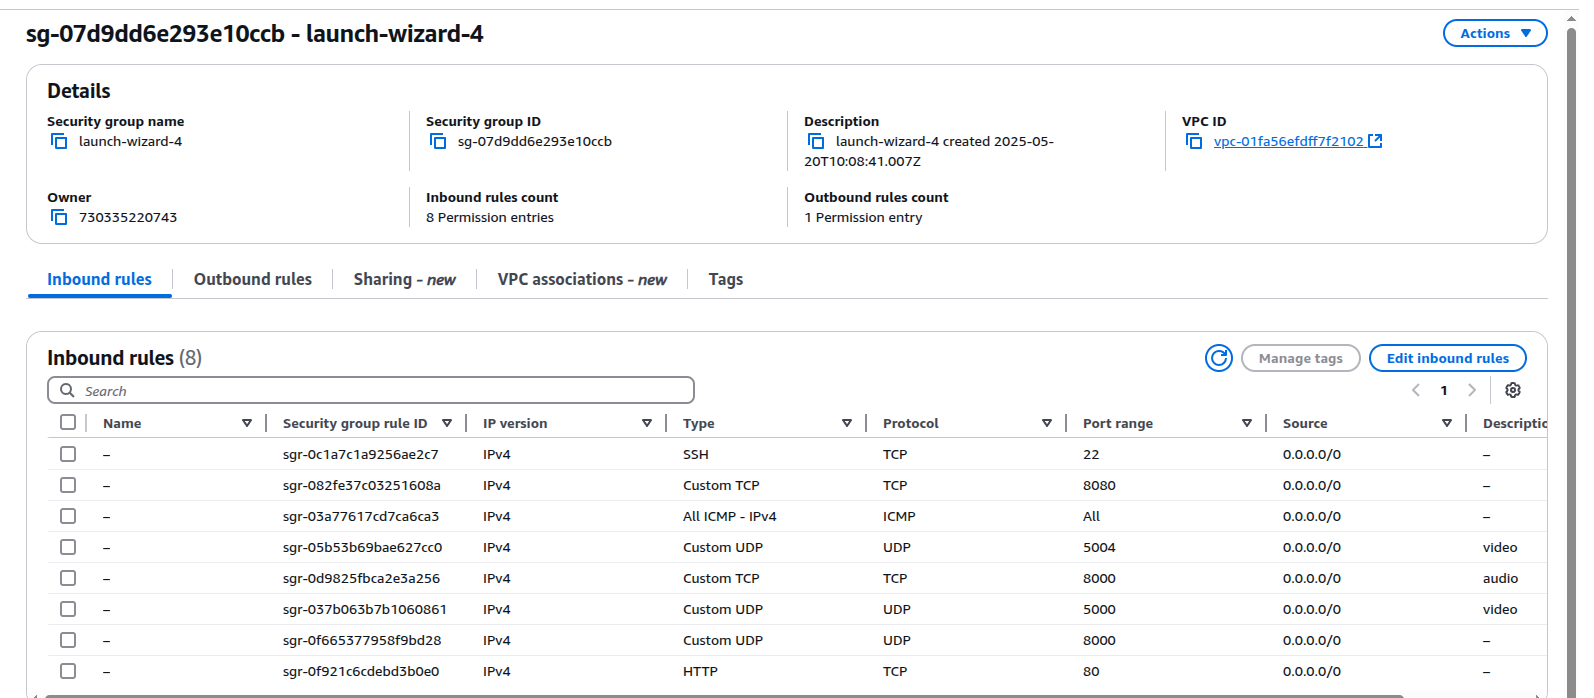 sg-07d9dd6e293e10ccb - launch-wizard-4
Actions
Details
Security group name
launch-wizard-4
Security group ID
sg-07d9dd6e293e10ccb
Description
launch-wizard-4 created 2025-05-
20T10:08:41.007Z
VPC ID
vpc-01fa56efdff7f2102
Owner
730335220743
Inbound rules count
8 Permission entries
Outbound rules count
1 Permission entry
Inbound rules Outbound rules Sharing - new VPC associations - new Tags
Inbound rules (8)
Manage tags Edit inbound rules
Search
1
Name Security group rule ID IP version Type Protocol Port range Source Descriptio
– sgr-0c1a7c1a9256ae2c7 IPv4 SSH TCP 22 0.0.0.0/0 –
– sgr-082fe37c03251608a IPv4 Custom TCP TCP 8080 0.0.0.0/0 –
– sgr-03a77617cd7ca6ca3 IPv4 All ICMP - IPv4 ICMP All 0.0.0.0/0 –
– sgr-05b53b69bae627cc0 IPv4 Custom UDP UDP 5004 0.0.0.0/0 video
– sgr-0d9825fbca2e3a256 IPv4 Custom TCP TCP 8000 0.0.0.0/0 audio
– sgr-037b063b7b1060861 IPv4 Custom UDP UDP 5000 0.0.0.0/0 video
– sgr-0f665377958f9bd28 IPv4 Custom UDP UDP 8000 0.0.0.0/0 –
– sgr-0f921c6cdebd3b0e0 IPv4 HTTP TCP 80 0.0.0.0/0 –